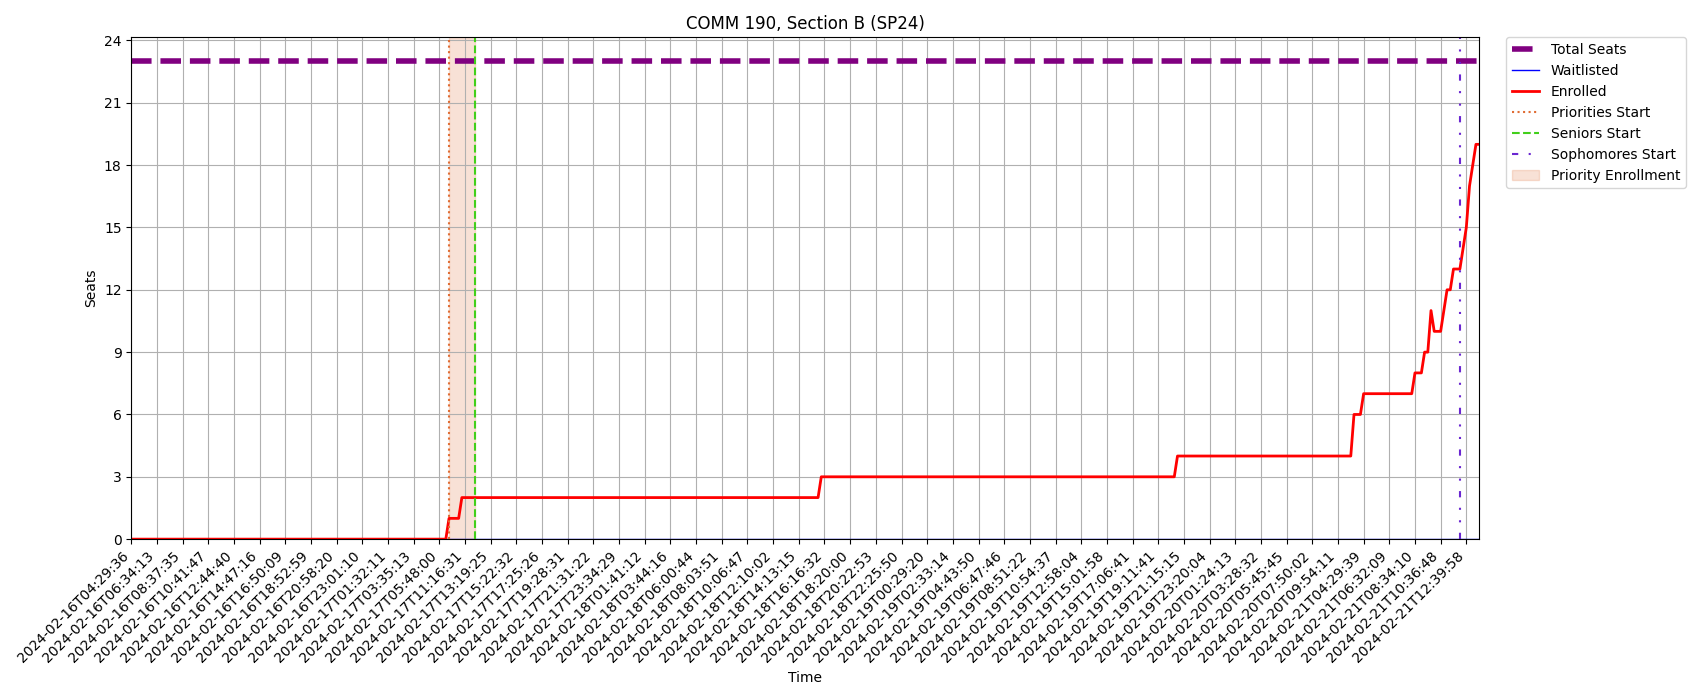 COMM 190, Section B (SP24)
24
21
18
15
12
9
6
3
0
Seats
2024-02-16T04:29:36
2024-02-16T06:34:13
2024-02-16T08:37:35
2024-02-16T10:41:47
2024-02-16T12:44:40
2024-02-16T14:47:16
2024-02-16T16:50:09
2024-02-16T18:52:59
2024-02-16T20:58:20
2024-02-16T23:01:10
2024-02-17T01:32:11
2024-02-17T03:35:13
2024-02-17T05:48:00
2024-02-17T11:16:31
2024-02-17T13:19:25
2024-02-17T15:22:32
2024-02-17T17:25:26
2024-02-17T19:28:31
2024-02-17T21:31:22
2024-02-17T23:34:29
2024-02-18T01:41:12
2024-02-18T03:44:16
2024-02-18T06:00:44
2024-02-18T08:03:51
2024-02-18T10:06:47
2024-02-18T12:10:02
2024-02-18T14:13:15
2024-02-18T16:16:32
2024-02-18T18:20:00
2024-02-18T20:22:53
2024-02-18T22:25:50
2024-02-19T00:29:20
2024-02-19T02:33:14
2024-02-19T04:43:50
2024-02-19T06:47:46
2024-02-19T08:51:22
2024-02-19T10:54:37
2024-02-19T12:58:04
2024-02-19T15:01:58
2024-02-19T17:06:41
2024-02-19T19:11:41
2024-02-19T21:15:15
2024-02-19T23:20:04
2024-02-20T01:24:13
2024-02-20T03:28:32
2024-02-20T05:45:45
2024-02-20T07:50:02
2024-02-20T09:54:11
2024-02-21T04:29:39
2024-02-21T06:32:09
2024-02-21T08:34:10
2024-02-21T10:36:48
2024-02-21T12:39:58
Time
Total Seats
Waitlisted
Enrolled
Priorities Start
Seniors Start
Sophomores Start
Priority Enrollment